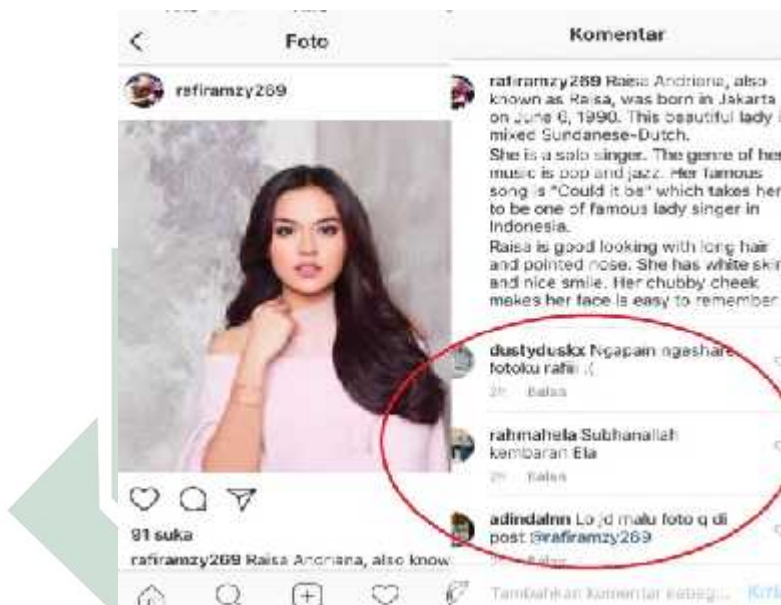 Foto
rafiramzy269
91 suka
rafiramzy269 Raisa Andriana, also know
Komentar
rafiramzy269 Raisa Andriana, also
known as Raisa, was born in Jakarta
on June 6, 1990. This beautiful lady i
mixed Sundanese-Dutch.
She is a solo singer. The genre of her
music is pop and jazz. Her famous
song is "Could it be" which takes her
to be one of famous lady singer in
Indonesia.
Raisa is good looking with long hair
and pointed nose. She has white skin
and nice smile. Her chubby cheek
makes her face is easy to remember
dustyduskx Ngapain ngeshare
fotoku :(
Balas
rahmahela Subhanallah
kembaran Ela
Balas
adindalnn Lo jd malu foto q di
post @rafiramzy269
Balas
Tambahkan komentar sebag... Kirim